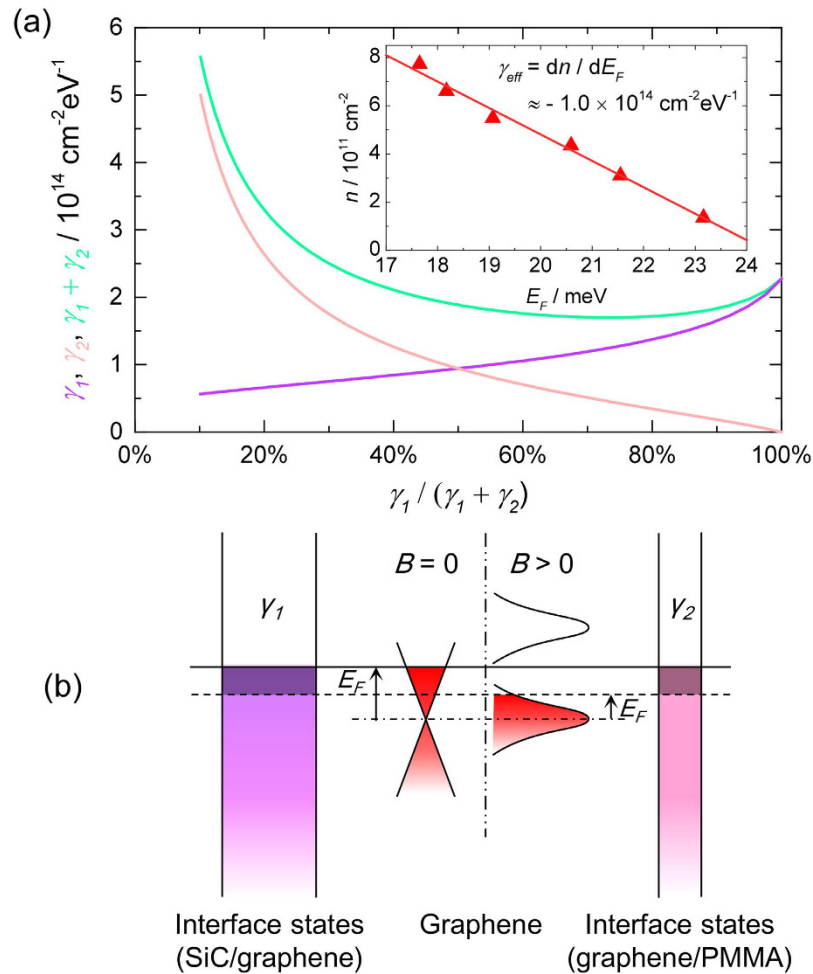 (a)
γ1, γ2, γ1 + γ2 / 10^14 cm^-2eV^-1
6
5
4
3
2
1
0
0%
20%
40%
60%
80%
100%
γ1 / (γ1 + γ2)
n / 10^11 cm^-2
8
6
4
2
0
γeff = dn / dEF
≈ - 1.0 × 10^14 cm^-2eV^-1
17
18
19
20
21
22
23
24
EF / meV
(b)
γ1
B = 0
B > 0
γ2
EF
EF
Interface states
(SiC/graphene)
Graphene
Interface states
(graphene/PMMA)